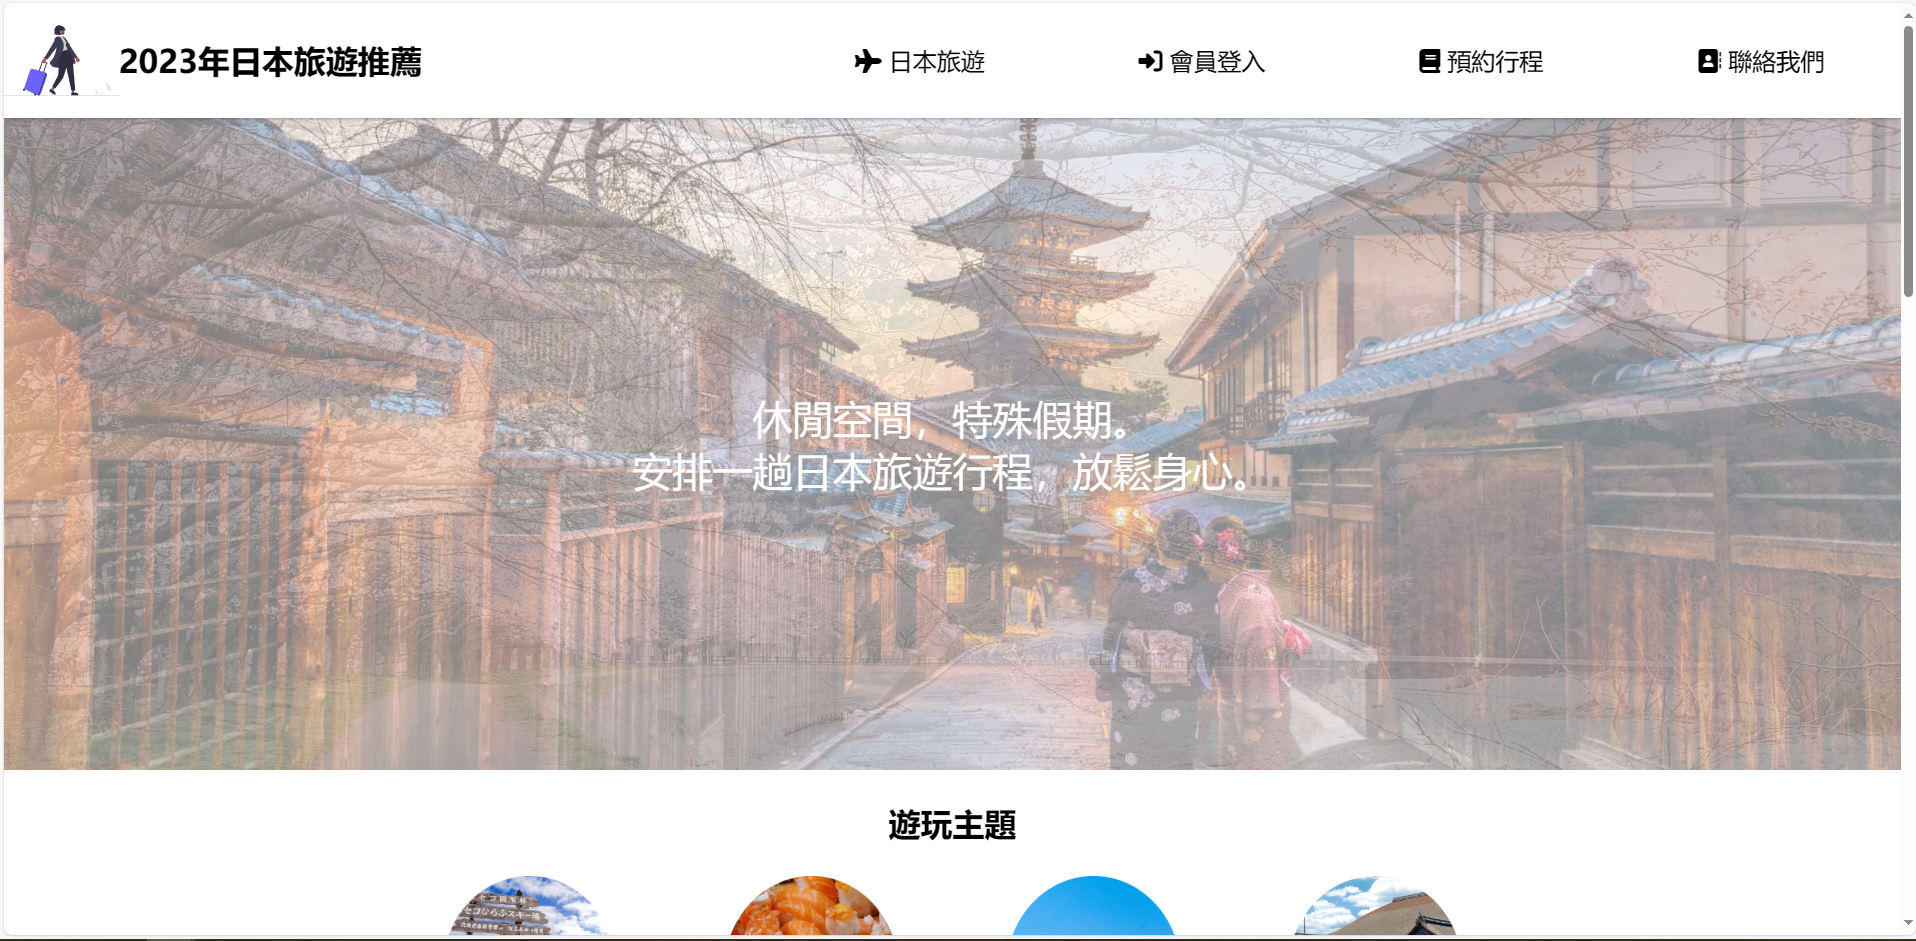 2023年日本旅遊推薦
日本旅遊
會員登入
預約行程
聯絡我們
休閒空間，特殊假期。
安排一趟日本旅遊行程，放鬆身心。
遊玩主題